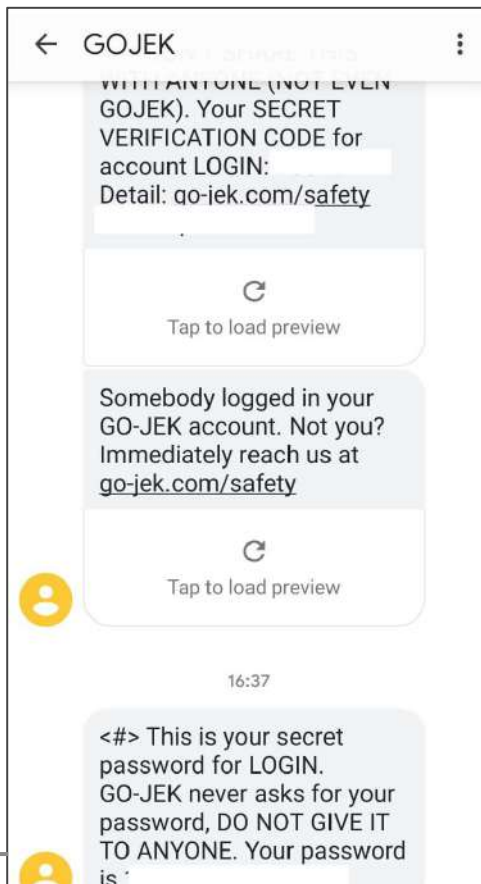 GOJEK
WITH ANYONE (NOT EVEN
GOJEK). Your SECRET
VERIFICATION CODE for
account LOGIN:
Detail: go-jek.com/safety
Tap to load preview
Somebody logged in your
GO-JEK account. Not you?
Immediately reach us at
go-jek.com/safety
Tap to load preview
16:37
<#> This is your secret
password for LOGIN.
GO-JEK never asks for your
password, DO NOT GIVE IT
TO ANYONE. Your password
is